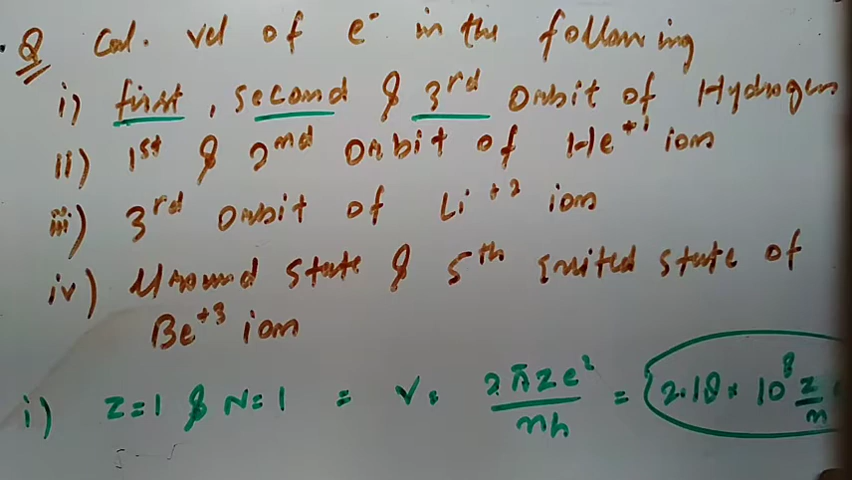 Q Cal. vel of e⁻ in the following
i) first, second & 3rd Orbit of Hydrogen
ii) 1st & 2nd Orbit of He⁺¹ ion
iii) 3rd Orbit of Li⁺² ion
iv) Ground state & 5th Exited state of
Be⁺³ ion
i) Z=1 & N=1 = V= 2πze²/nh = 2.18× 10⁸ z/n